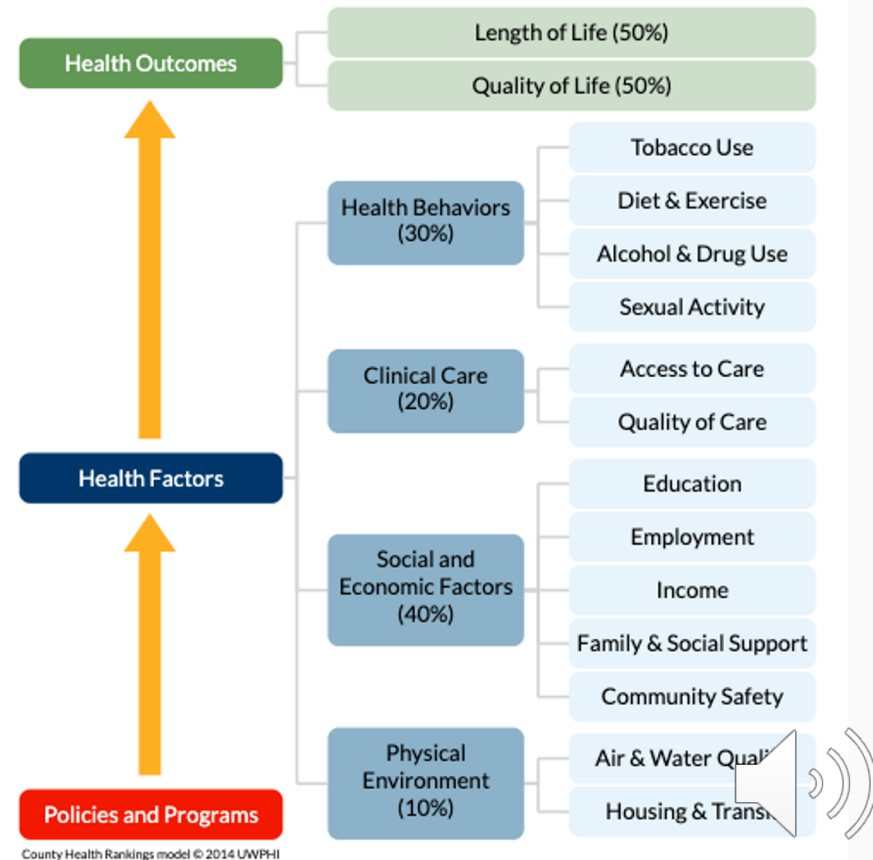 Health Outcomes
Length of Life (50%)
Quality of Life (50%)
Health Behaviors
(30%)
Tobacco Use
Diet & Exercise
Alcohol & Drug Use
Sexual Activity
Clinical Care
(20%)
Access to Care
Quality of Care
Health Factors
Social and
Economic Factors
(40%)
Education
Employment
Income
Family & Social Support
Community Safety
Physical
Environment
(10%)
Air & Water
Housing &
Policies and Programs
County Health Rankings model © 2014 UWPHI